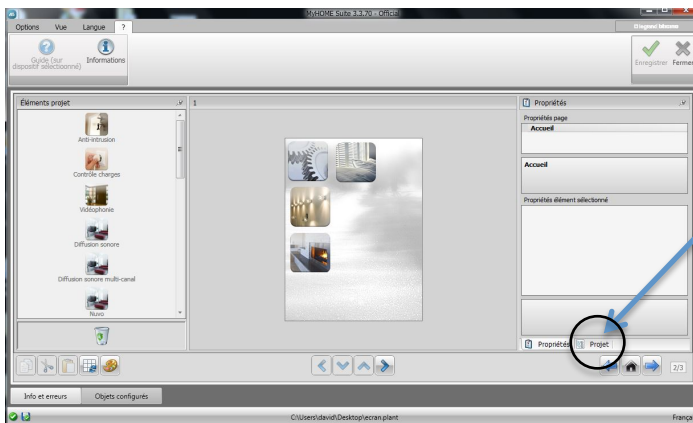 MyHOME Suite 3.3.70 - Official
Options Vue Langue ?
Guide (sur dispositif sélectionné)
Informations
Enregistrer
Fermer
Éléments projet
1
Propriétés
Anti-intrusion
Contrôle charges
Vidéophonie
Diffusion sonore
Diffusion sonore multi-canal
Nuvo
Propriétés page
Accueil
Accueil
Propriétés élément sélectionné
Propriétés Projet
2/3
Info et erreurs Objets configurés
C:\Users\david\Desktop\ecran.plant
França